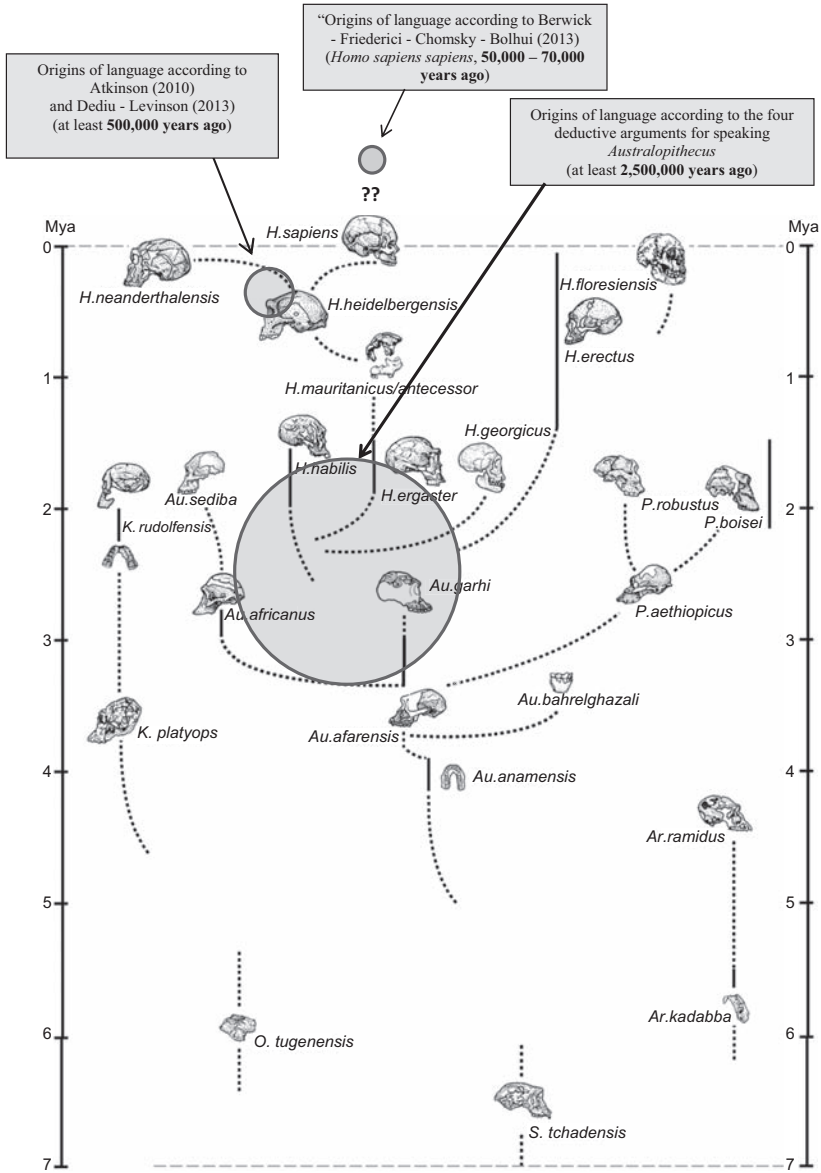 “Origins of language according to Berwick
- Friederici - Chomsky - Bolhui (2013)
(Homo sapiens sapiens, 50,000 – 70,000
years ago)
Origins of language according to
Atkinson (2010)
and Dediu - Levinson (2013)
(at least 500,000 years ago)
Origins of language according to the four
deductive arguments for speaking
Australopithecus
(at least 2,500,000 years ago)
??
Mya
Mya
0
0
H.sapiens
H.neanderthalensis
H.heidelbergensis
H.floresiensis
H.erectus
1
1
H.mauritanicus/antecessor
H.georgicus
H.habilis
H.ergaster
Au.sediba
K. rudolfensis
P.robustus
P.boisei
2
2
Au.garhi
Au.africanus
P.aethiopicus
3
3
Au.bahrelghazali
K. platyops
Au.afarensis
Au.anamensis
4
4
Ar.ramidus
5
5
Ar.kadabba
O. tugenensis
6
6
S. tchadensis
7
7